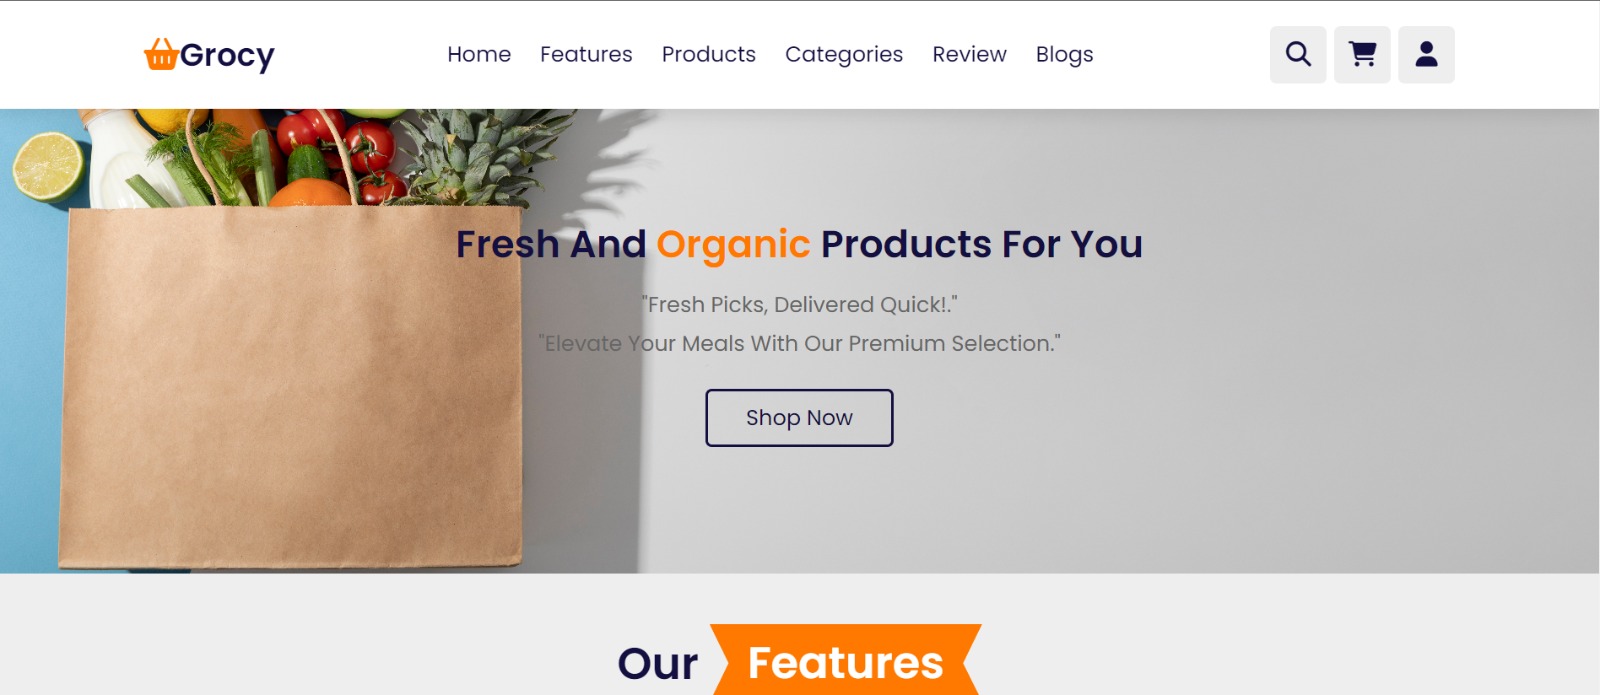 Grocy
Home Features Products Categories Review Blogs
Fresh And Organic Products For You
"Fresh Picks, Delivered Quick!."
"Elevate Your Meals With Our Premium Selection."
Shop Now
Our Features